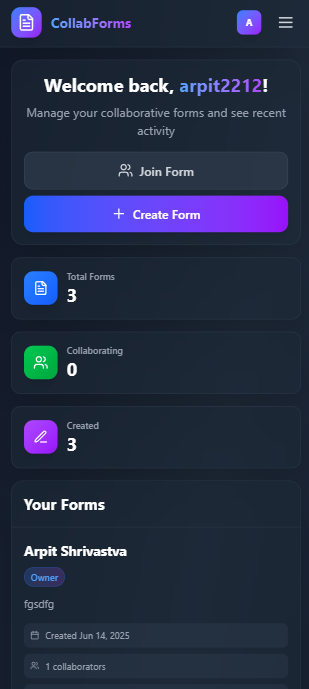 CollabForms
A
Welcome back, arpit2212!
Manage your collaborative forms and see recent
activity
Join Form
Create Form
Total Forms
3
Collaborating
0
Created
3
Your Forms
Arpit Shrivastva
Owner
fgsdfg
Created Jun 14, 2025
1 collaborators